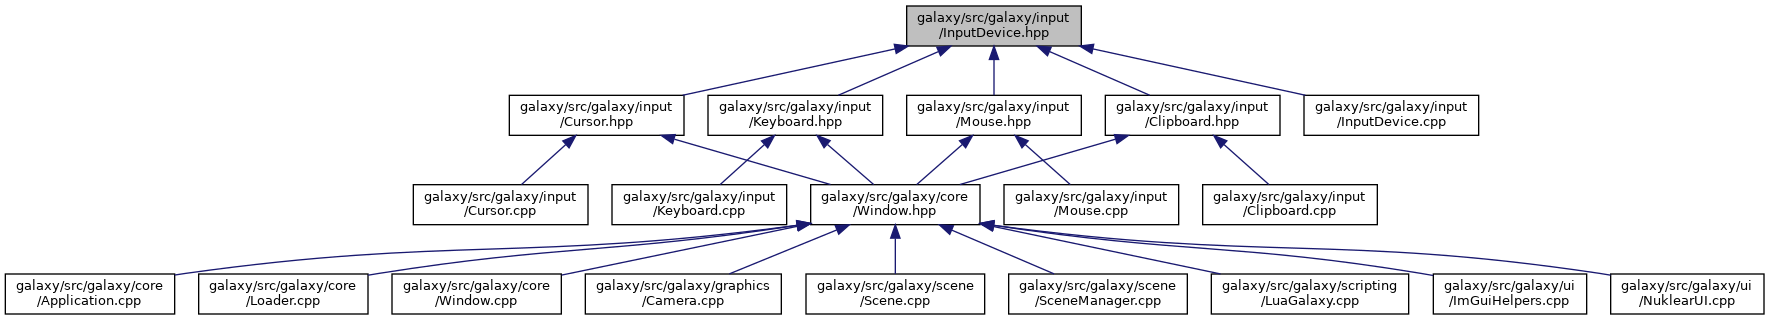 galaxy/src/galaxy/input
/InputDevice.hpp
galaxy/src/galaxy/input
/Cursor.hpp
galaxy/src/galaxy/input
/Keyboard.hpp
galaxy/src/galaxy/input
/Mouse.hpp
galaxy/src/galaxy/input
/Clipboard.hpp
galaxy/src/galaxy/input
/InputDevice.cpp
galaxy/src/galaxy/input
/Cursor.cpp
galaxy/src/galaxy/input
/Keyboard.cpp
galaxy/src/galaxy/core
/Window.hpp
galaxy/src/galaxy/input
/Mouse.cpp
galaxy/src/galaxy/input
/Clipboard.cpp
galaxy/src/galaxy/core
/Application.cpp
galaxy/src/galaxy/core
/Loader.cpp
galaxy/src/galaxy/core
/Window.cpp
galaxy/src/galaxy/graphics
/Camera.cpp
galaxy/src/galaxy/scene
/Scene.cpp
galaxy/src/galaxy/scene
/SceneManager.cpp
galaxy/src/galaxy/scripting
/LuaGalaxy.cpp
galaxy/src/galaxy/ui
/ImGuiHelpers.cpp
galaxy/src/galaxy/ui
/NuklearUI.cpp